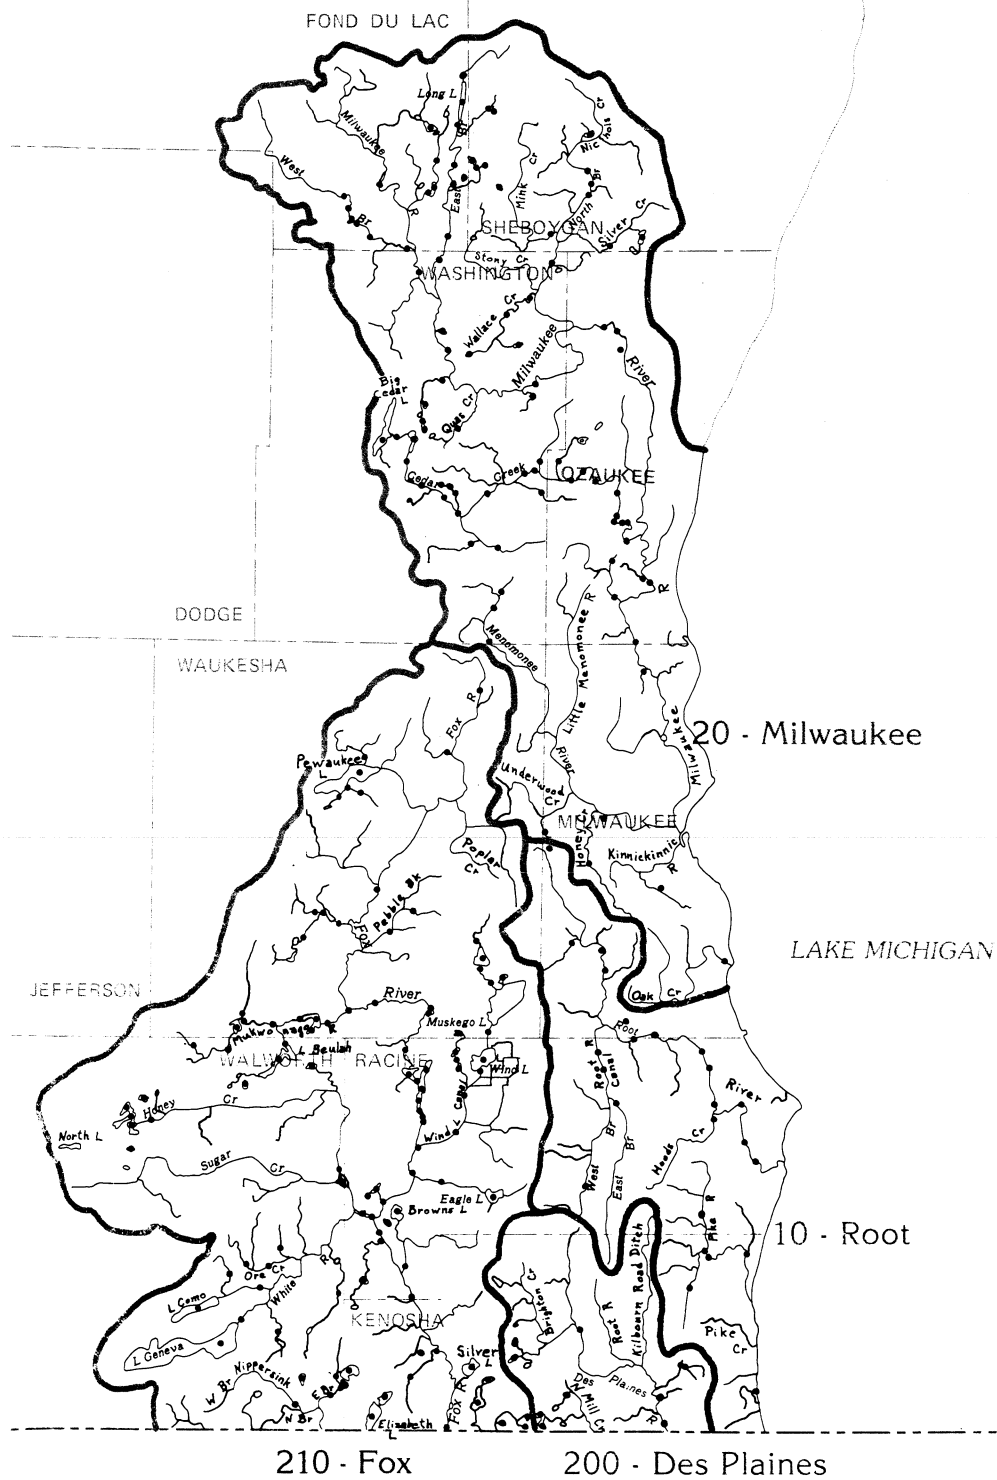 FOND DU LAC
Long L
Milwaukee
Br
Cr
Nichols
West
Mink Cr
East
R
North Br
Silver Cr
Br
SHEBOYGAN
Stony Cr
WASHINGTON
Wallace Cr
Milwaukee
River
Big
Cedar
L
Quas Cr
Cedar Creek
OZAUKEE
R
DODGE
Menomonee
Little Manomonee R
WAUKESHA
Fox R
Milwaukee
20 - Milwaukee
River
Pewaukee
L
Underwood
Cr
MILWAUKEE
Honey Cr
Poplar
Cr
Kinnickinnic
R
Pebble Bk
Fox
LAKE MICHIGAN
JEFFERSON
River
Oak Cr
Muskego L
Mukwonago R
Root
L Beulah
WALWORTH RACINE
Wind L
Root R
Canal
River
Honey Cr
Wind L Canal
North L
Hoods Cr
West Br
East Br
Sugar Cr
Eagle L
Browns L
Pike R
10 - Root
Ore Cr
White R
L Como
Brighton Cr
Root R
Kilbourn Road Ditch
KENOSHA
Pike
Cr
L Geneva
Silver
L
W Br Nippersink
E Br
N Br
Fox R
Des Plaines
R
N Mill Cr
Elizabeth
L
210 - Fox
200 - Des Plaines